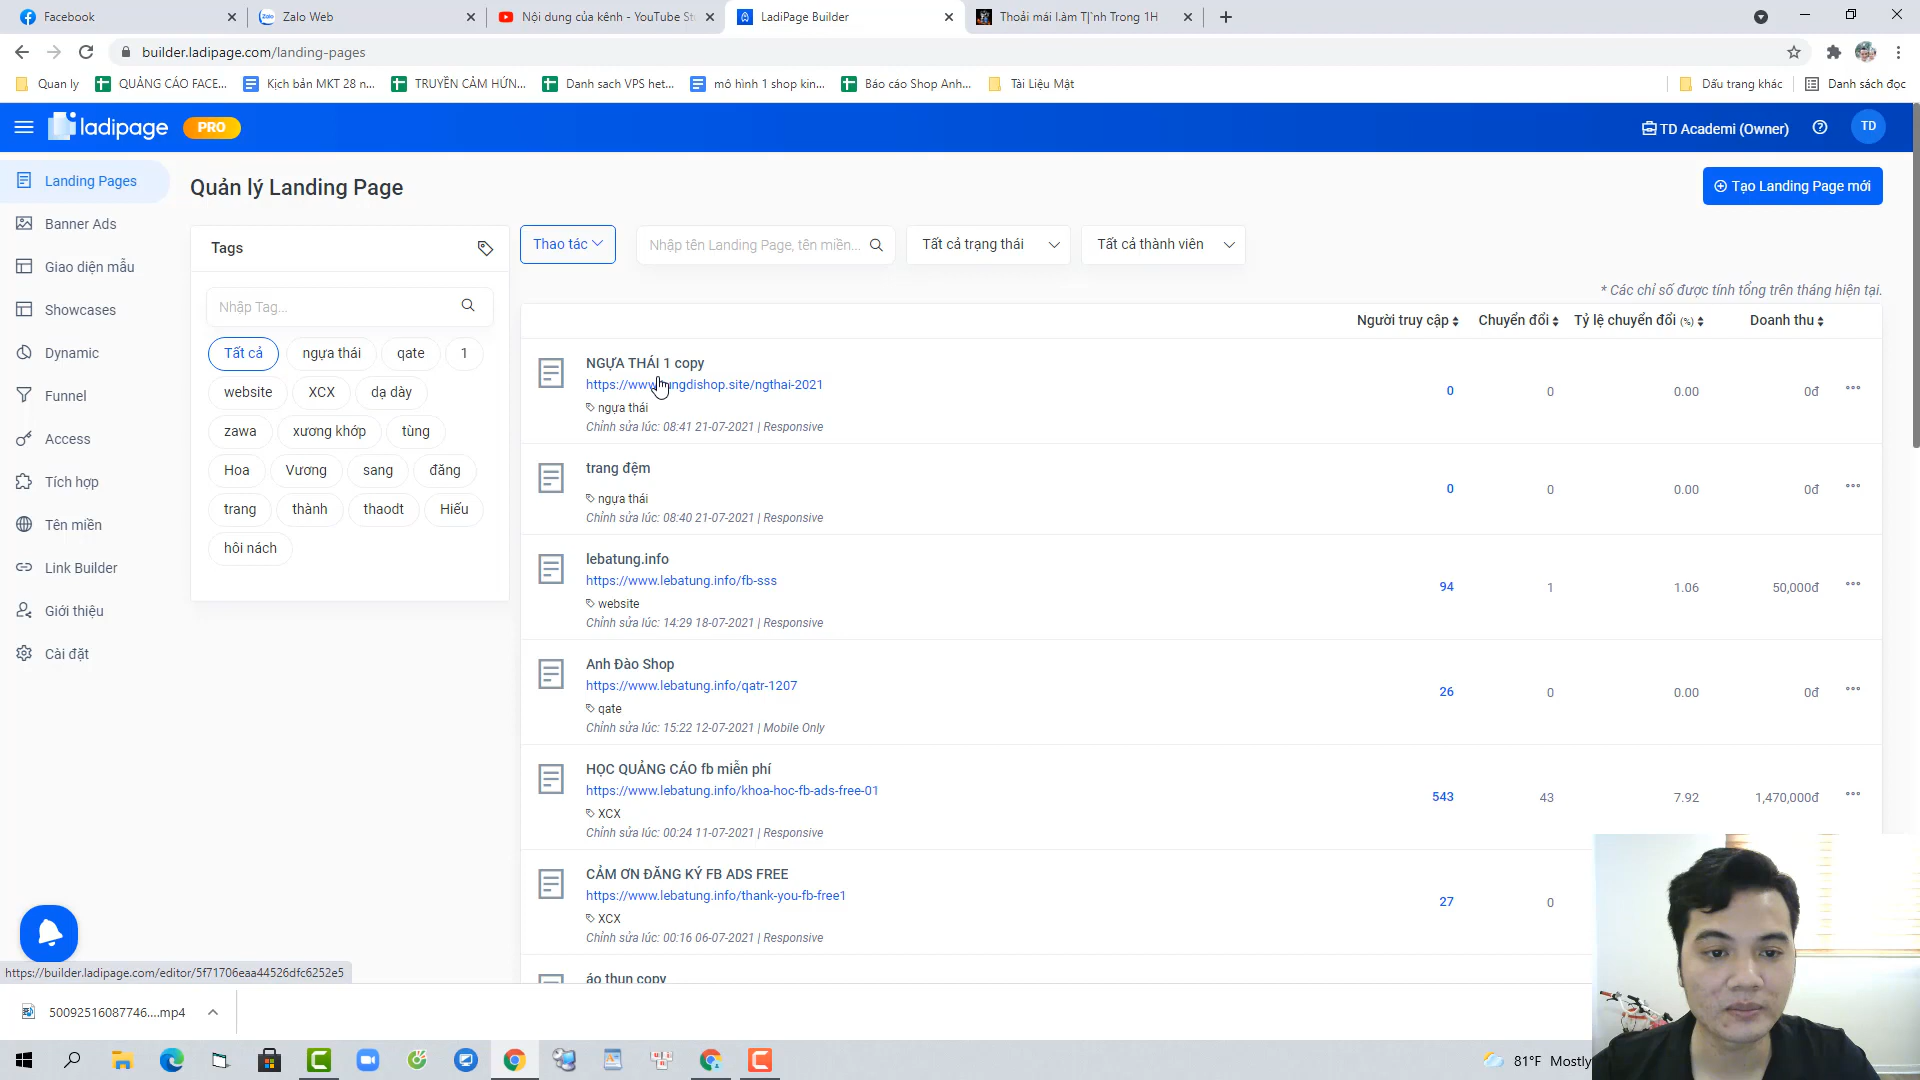 Facebook
Zalo Web
Nội dung của kênh - YouTube St
LadiPage Builder
builder.ladipage.com/landing-pages
Quan ly
QUẢNG CÁO FACE...
Kịch bản MKT 28 n...
TRUYỀN CẢM HỨN...
Danh sach VPS het...
mô hình 1 shop kin...
Báo cáo Shop Anh...
Tài Liệu Mật
Dấu trang khác
Danh sách đọc
ladipage
PRO
TD Academi (Owner)
TD
Landing Pages
Banner Ads
Giao diện mẫu
Showcases
Dynamic
Funnel
Access
Tích hợp
Tên miền
Link Builder
Giới thiệu
Cài đặt
Quản lý Landing Page
Tạo Landing Page mới
Tags
Nhập Tag...
Tất cả
ngựa thái
qate
1
website
XCX
dạ dày
zawa
xương khớp
tùng
Hoa
Vương
sang
đăng
trang
thành
thaodt
Hiếu
hôi nách
Thao tác
Nhập tên Landing Page, tên miền...
Tất cả trạng thái
Tất cả thành viên
* Các chỉ số được tính tổng trên tháng hiện tại.
Người truy cập
Chuyển đổi
Tỷ lệ chuyển đổi (%)
Doanh thu
NGỰA THÁI 1 copy
ngdishop.site/ngthai-2021
ngựa thái
Chỉnh sửa lúc: 08:41 21-07-2021 | Responsive
0
0
0.00
0đ
trang đệm
ngựa thái
Chỉnh sửa lúc: 08:40 21-07-2021 | Responsive
0
0
0.00
0đ
lebatung.info
https://www.lebatung.info/fb-sss
website
Chỉnh sửa lúc: 14:29 18-07-2021 | Responsive
94
1
1.06
50,000đ
Anh Đào Shop
https://www.lebatung.info/qatr-1207
qate
Chỉnh sửa lúc: 15:22 12-07-2021 | Mobile Only
26
0
0.00
0đ
HỌC QUẢNG CÁO fb miễn phí
https://www.lebatung.info/khoa-hoc-fb-ads-free-01
XCX
Chỉnh sửa lúc: 00:24 11-07-2021 | Responsive
543
43
7.92
1,470,000đ
CẢM ƠN ĐĂNG KÝ FB ADS FREE
https://www.lebatung.info/thank-you-fb-free1
XCX
Chỉnh sửa lúc: 00:16 06-07-2021 | Responsive
27
0
áo thun copy
https://builder.ladipage.com/editor/5f71706eaa44526dfc6252e5
50092516087746....mp4
81°F Mostly